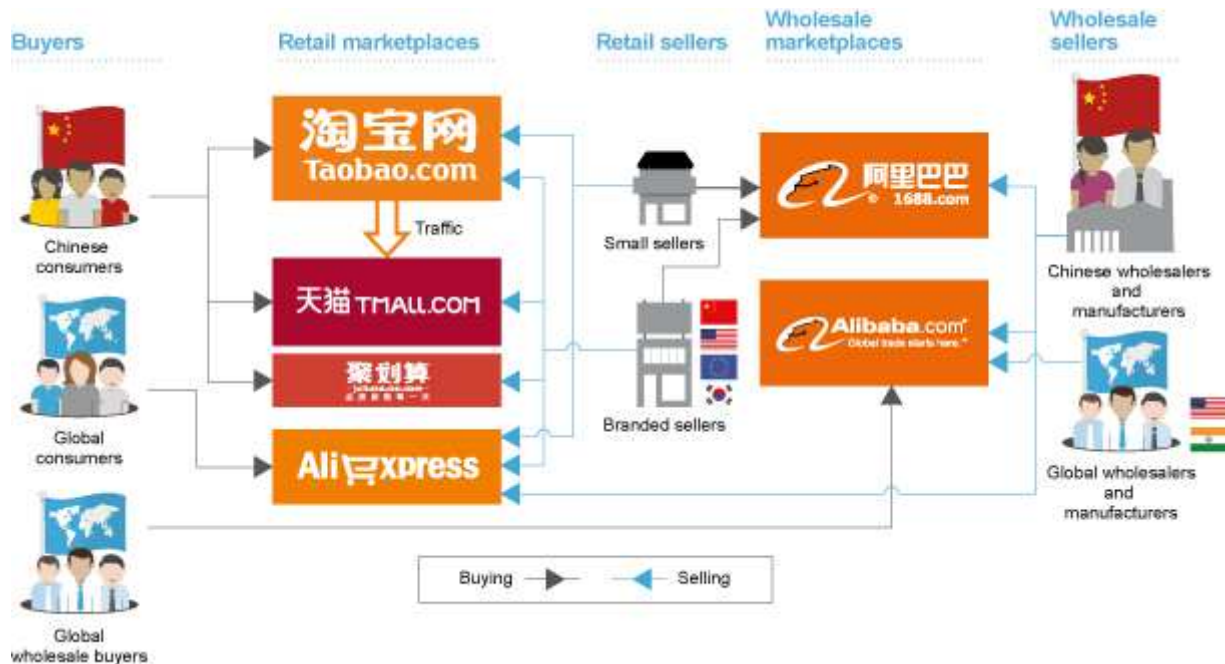 Buyers
Retail marketplaces
Retail sellers
Wholesale
marketplaces
Wholesale
sellers
淘宝网
Taobao.com
Traffic
天猫 TMALL.COM
聚划算
AliExpress
Chinese
consumers
Global
consumers
Global
wholesale buyers
Small sellers
Branded sellers
阿里巴巴
1688.com
Alibaba.com
Global trade starts here.™
Chinese wholesalers
and
manufacturers
Global wholesalers
and
manufacturers
Buying
Selling